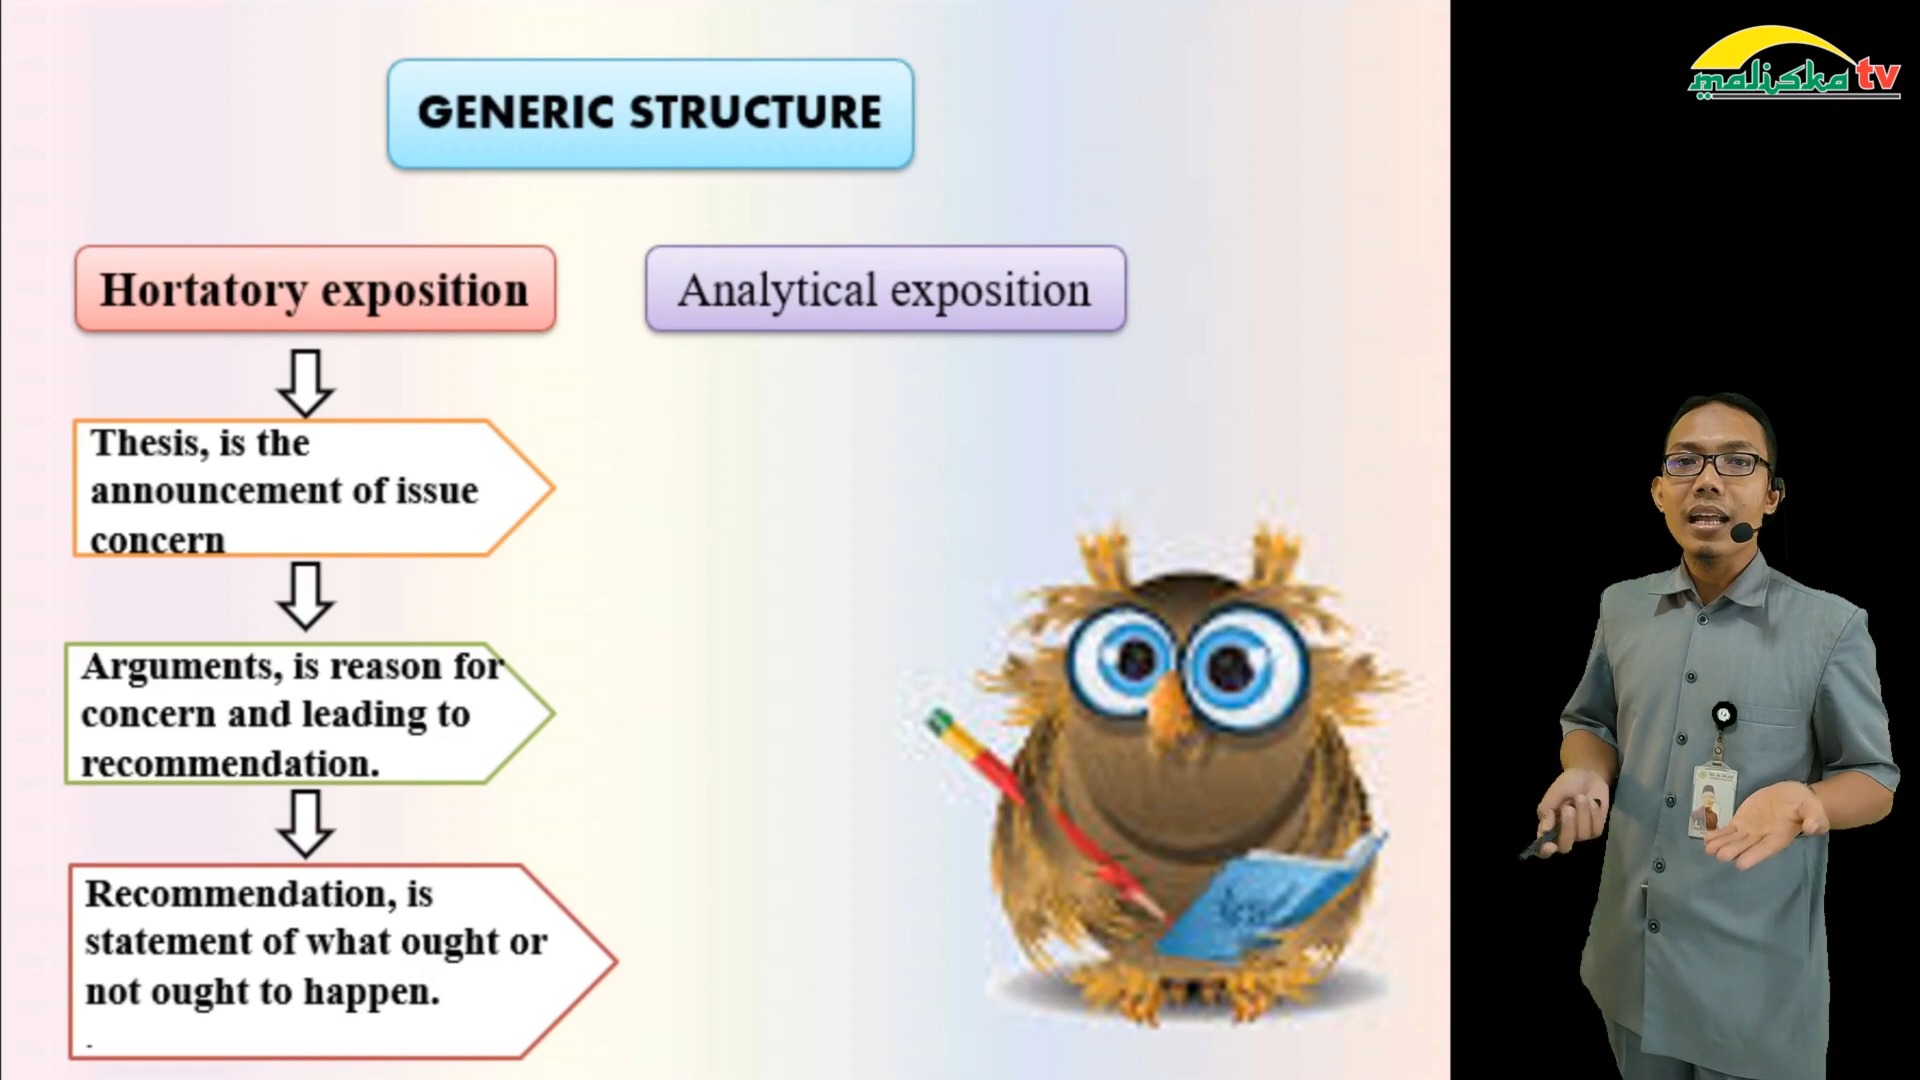 GENERIC STRUCTURE
maliska tv
Hortatory exposition
Analytical exposition
Thesis, is the
announcement of issue
concern
Arguments, is reason for
concern and leading to
recommendation.
Recommendation, is
statement of what ought or
not ought to happen.
-